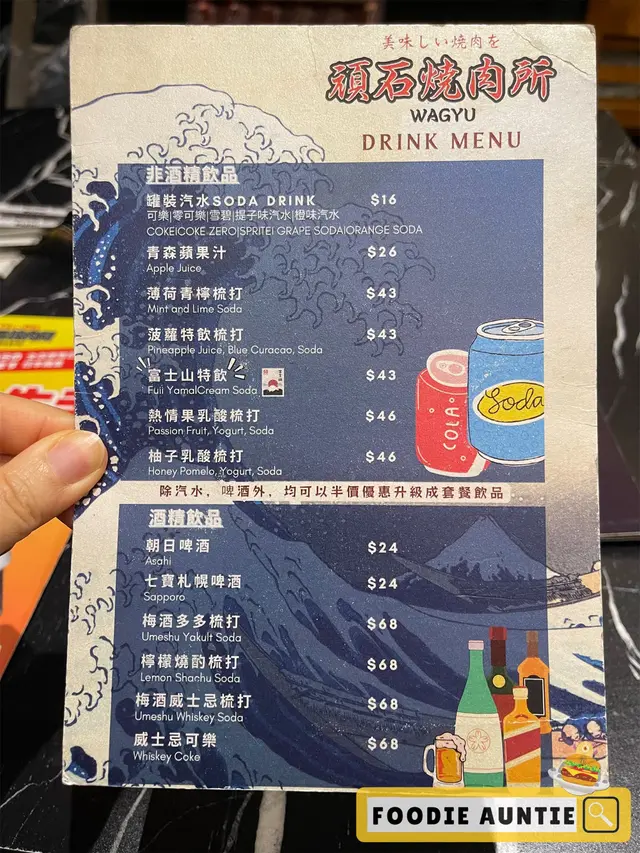 美味しい焼肉を
頑石燒肉所
WAGYU
DRINK MENU
非酒精飲品
罐裝汽水SODA DRINK $16
可樂|零可樂|雪碧|提子味汽水|橙味汽水
COKE|COKE ZERO|SPRITE| GRAPE SODA|ORANGE SODA
青森蘋果汁 $26
Apple Juice
薄荷青檸梳打 $43
Mint and Lime Soda
菠蘿特飲梳打 $43
Pineapple Juice, Blue Curacao, Soda
富士山特飲 $43
Fuii Yama|Cream Soda
熱情果乳酸梳打 $46
Passion Fruit, Yogurt, Soda
柚子乳酸梳打 $46
Honey Pomelo, Yogurt, Soda
COLA
Soda
除汽水，啤酒外，均可以半價優惠升級成套餐飲品
酒精飲品
朝日啤酒 $24
Asahi
七寶札幌啤酒 $24
Sapporo
梅酒多多梳打 $68
Umeshu Yakult Soda
檸檬燒酌梳打 $68
Lemon Shachu Soda
梅酒威士忌梳打 $68
Umeshu Whiskey Soda
威士忌可樂 $68
Whiskey Coke
FOODIE AUNTIE